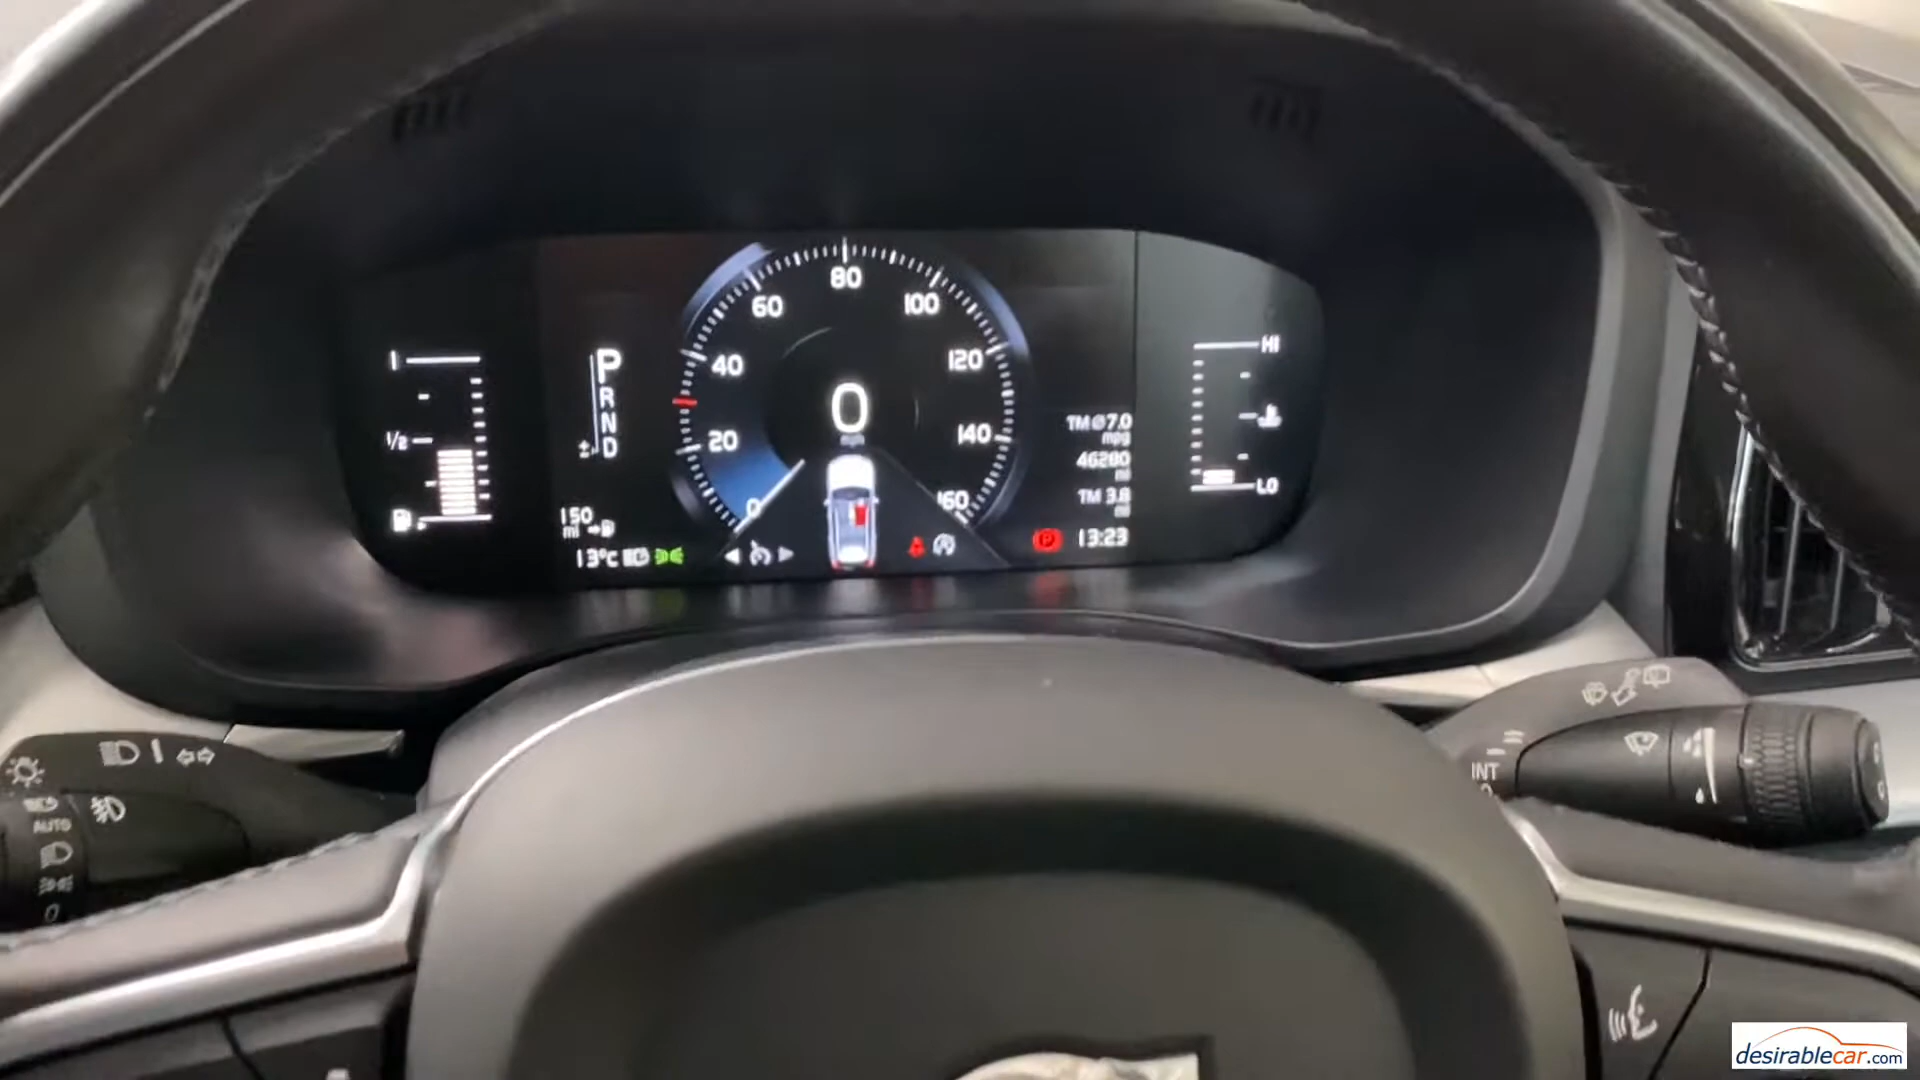 1
1/2
P
R
N
D
±
150
mi
13°C
0
20
40
60
80
100
120
140
160
0
mph
TM Ø7.0
mpg
46280
mi
TM 3.8
mi
P
13:23
HI
LO
AUTO
0
INT
desirablecar.com